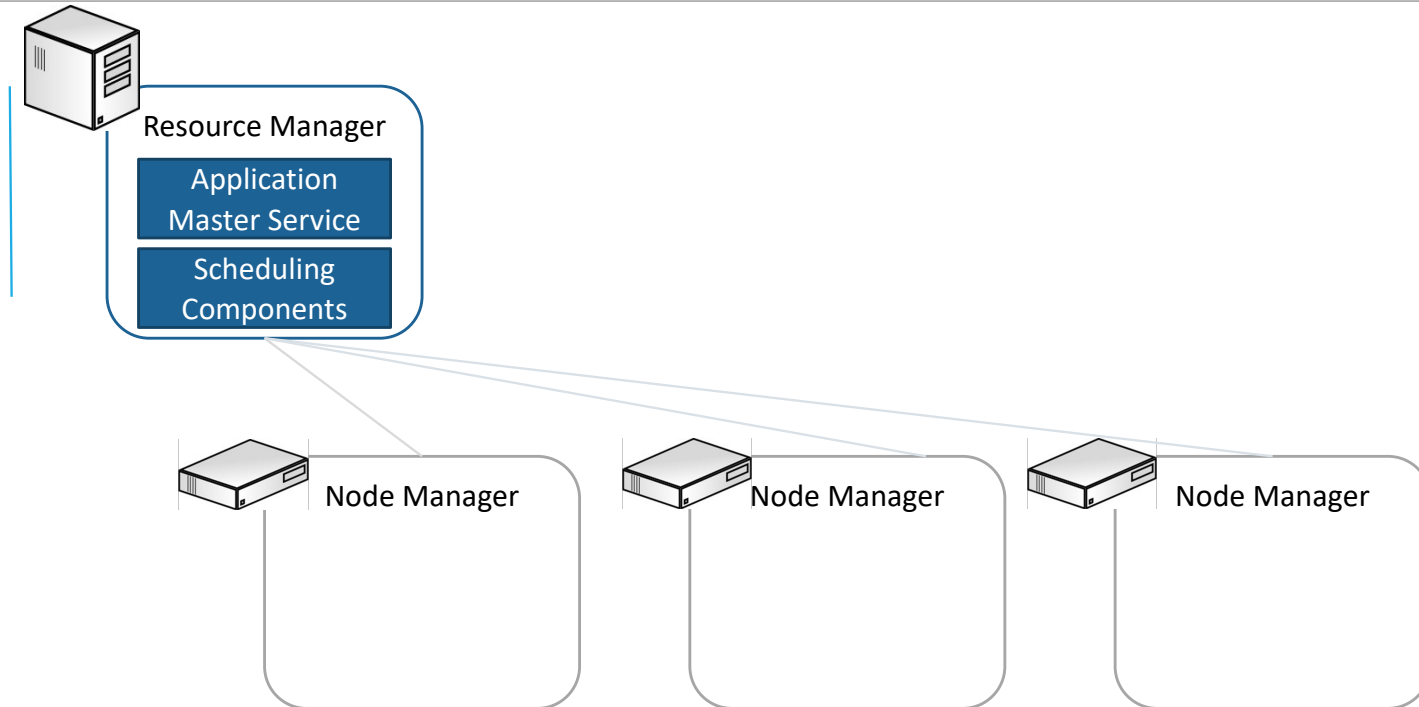 Resource Manager
Application
Master Service
Scheduling
Components
Node Manager
Node Manager
Node Manager